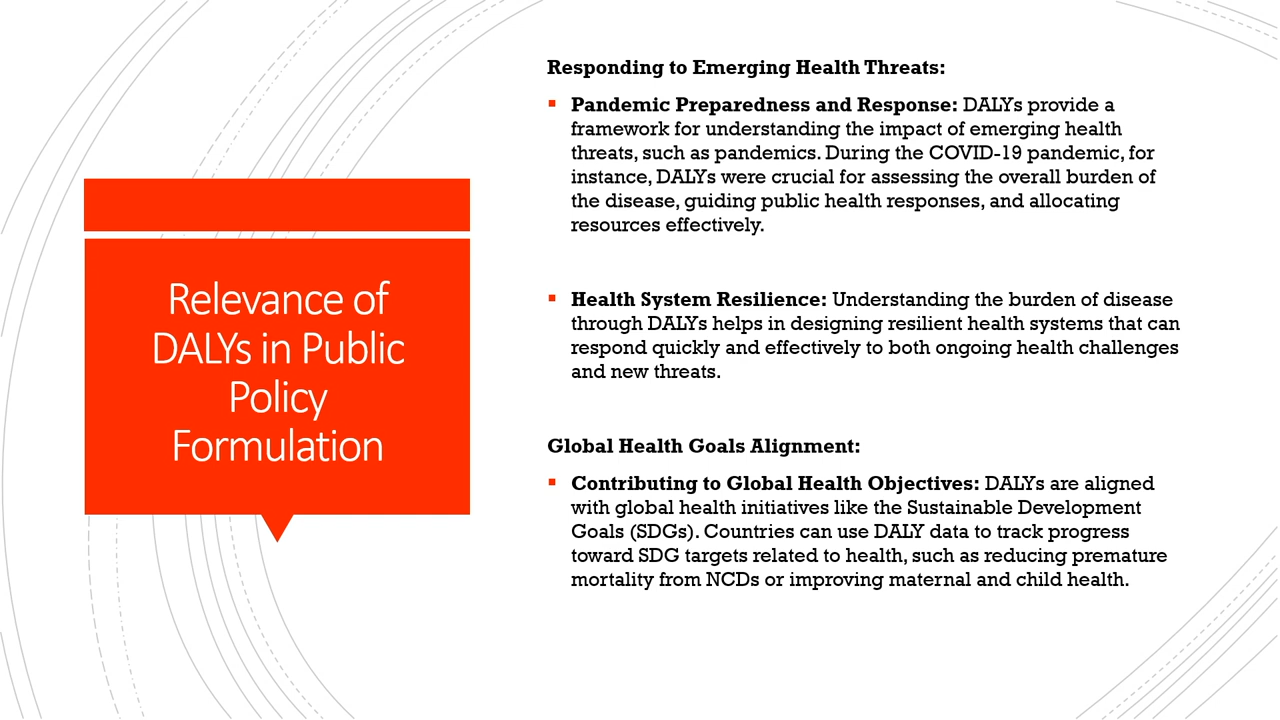 Relevance of
DALYs in Public
Policy
Formulation
Responding to Emerging Health Threats:
Pandemic Preparedness and Response: DALYs provide a
framework for understanding the impact of emerging health
threats, such as pandemics. During the COVID-19 pandemic, for
instance, DALYs were crucial for assessing the overall burden of
the disease, guiding public health responses, and allocating
resources effectively.
Health System Resilience: Understanding the burden of disease
through DALYs helps in designing resilient health systems that can
respond quickly and effectively to both ongoing health challenges
and new threats.
Global Health Goals Alignment:
Contributing to Global Health Objectives: DALYs are aligned
with global health initiatives like the Sustainable Development
Goals (SDGs). Countries can use DALY data to track progress
toward SDG targets related to health, such as reducing premature
mortality from NCDs or improving maternal and child health.